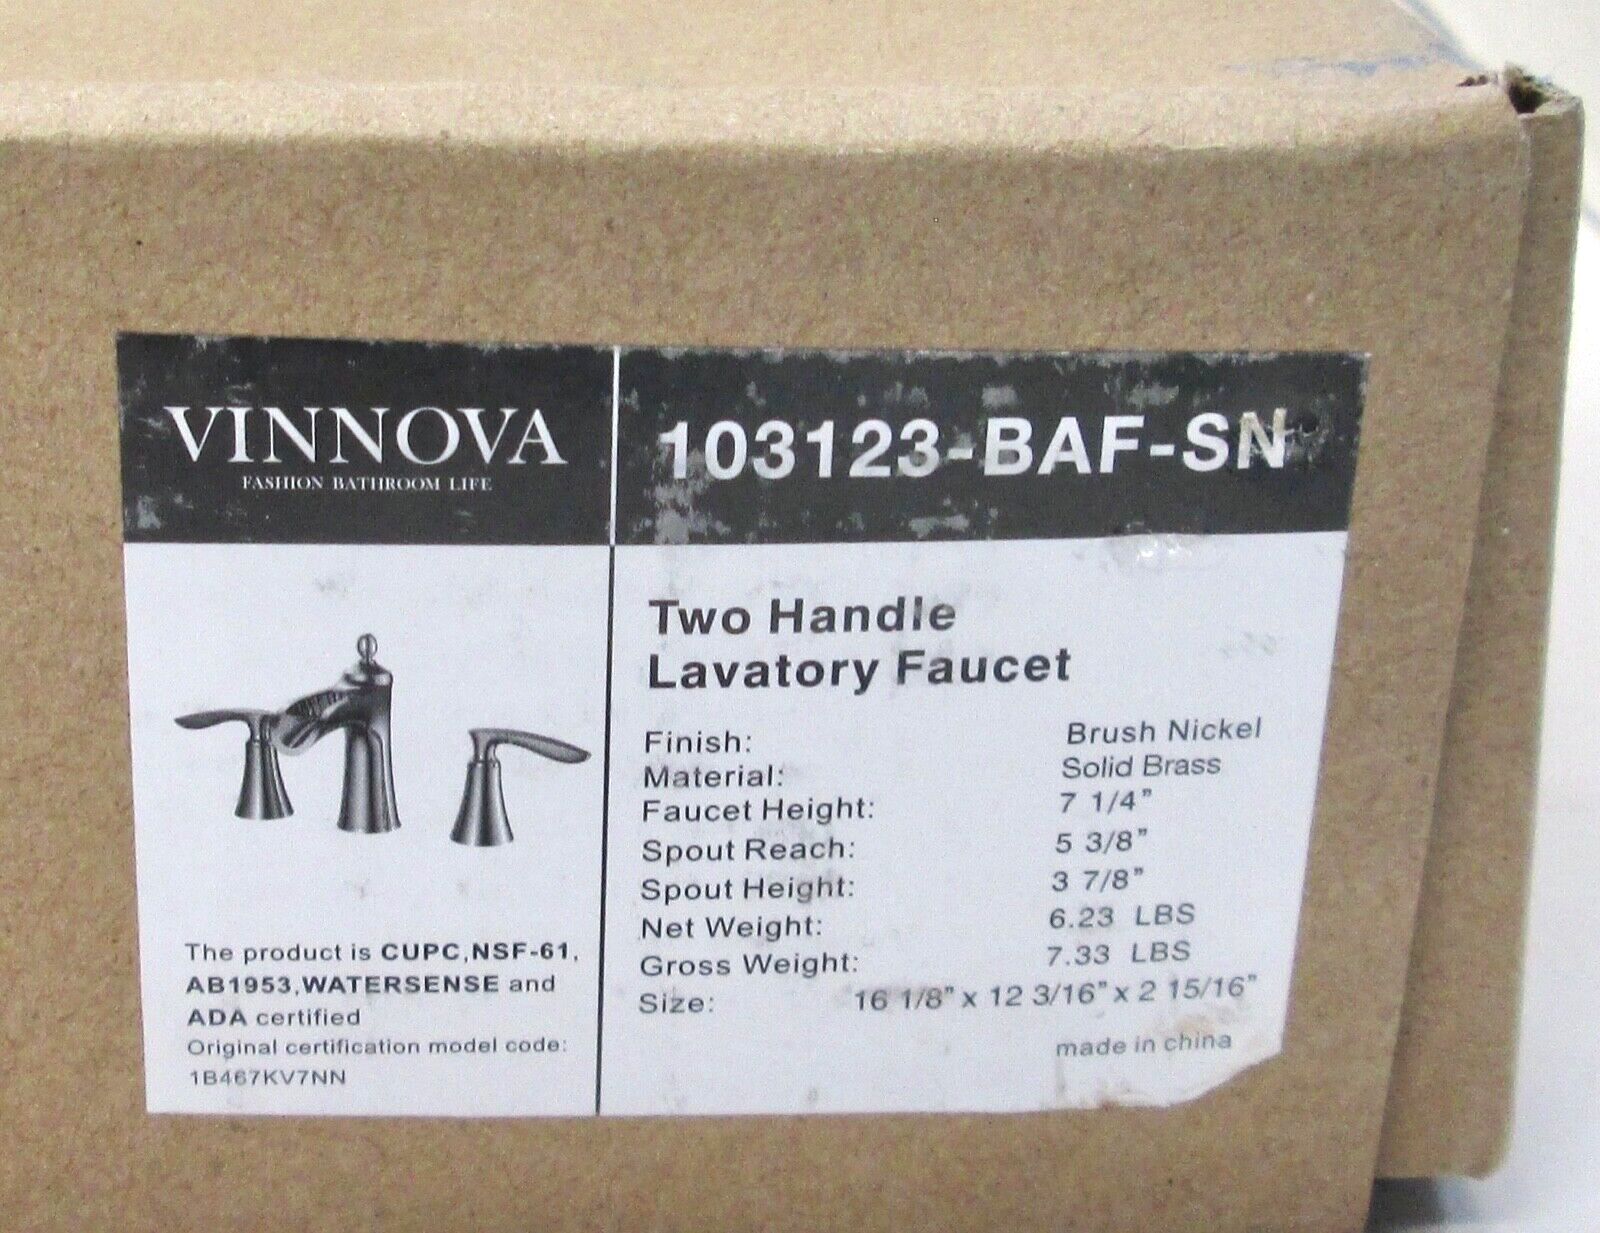 VINNOVA
FASHION BATHROOM LIFE
103123-BAF-SN
Two Handle
Lavatory Faucet
Finish: Brush Nickel
Material: Solid Brass
Faucet Height: 7 1/4”
Spout Reach: 5 3/8”
Spout Height: 3 7/8”
Net Weight: 6.23 LBS
Gross Weight: 7.33 LBS
Size: 16 1/8” x 12 3/16” x 2 15/16”
made in china
The product is CUPC,NSF-61,
AB1953,WATERSENSE and
ADA certified
Original certification model code:
1B467KV7NN